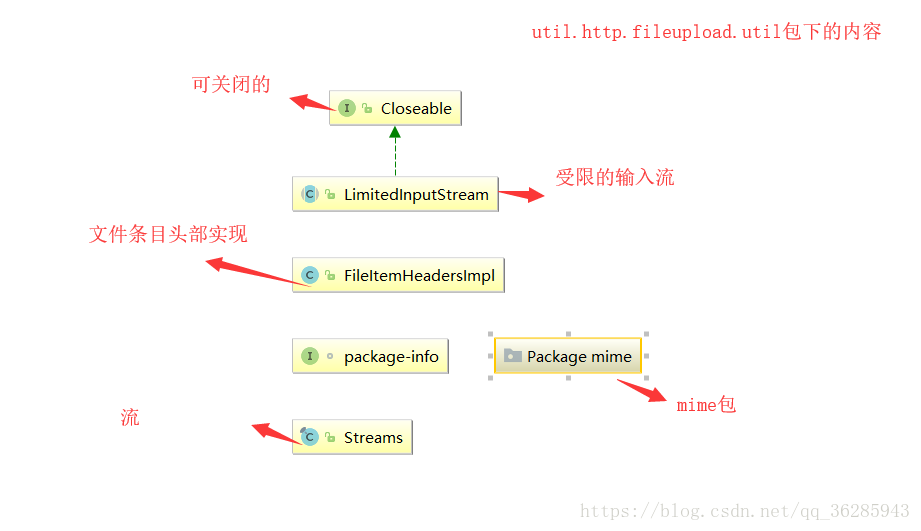 util.http.fileupload.util包下的内容
可关闭的
I Closeable
C LimitedInputStream
受限的输入流
文件条目头部实现
C FileItemHeadersImpl
I package-info
Package mime
mime包
流
C Streams
https://blog.csdn.net/qq_36285943